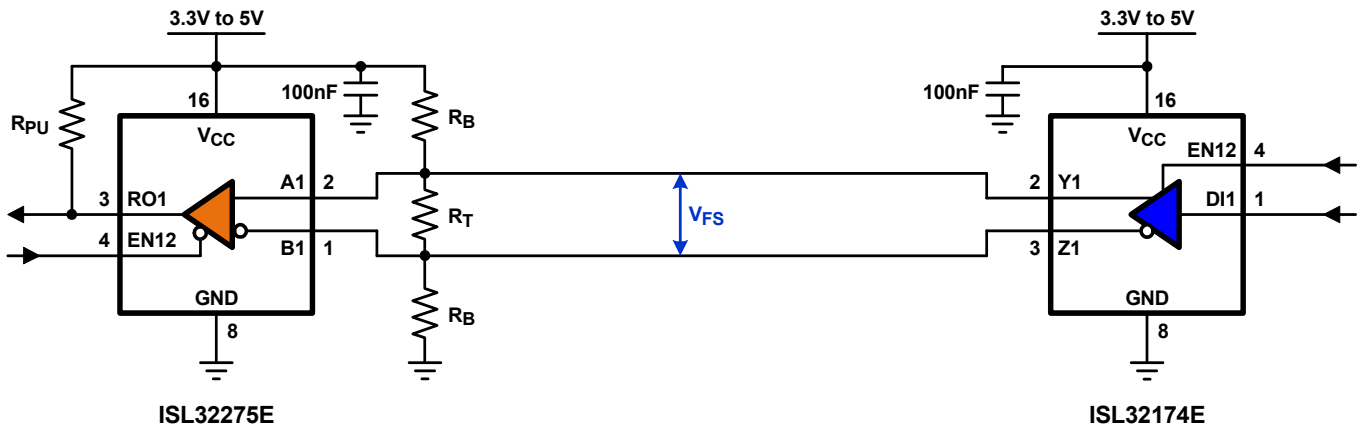 3.3V to 5V
3.3V to 5V
100nF
100nF
16
16
RPU
RB
VCC
VCC
EN12 4
A1 2
2 Y1
3 RO1
RT
VFS
DI1 1
4 EN12
B1 1
3 Z1
GND
RB
GND
8
8
ISL32275E
ISL32174E